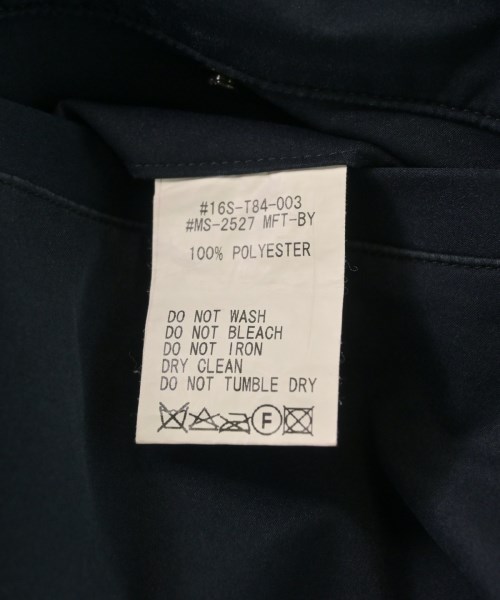 #16S-T84-003
#MS-2527 MFT-BY
100% POLYESTER
DO NOT WASH
DO NOT BLEACH
DO NOT IRON
DRY CLEAN
DO NOT TUMBLE DRY
F